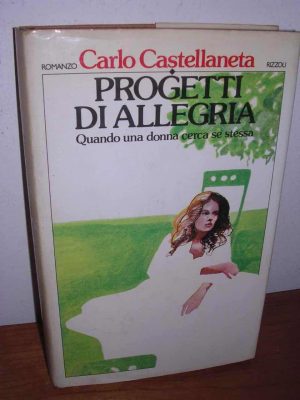 ROMANZO Carlo Castellaneta RIZZOLI
PROGETTI
DI ALLEGRIA
Quando una donna cerca se stessa